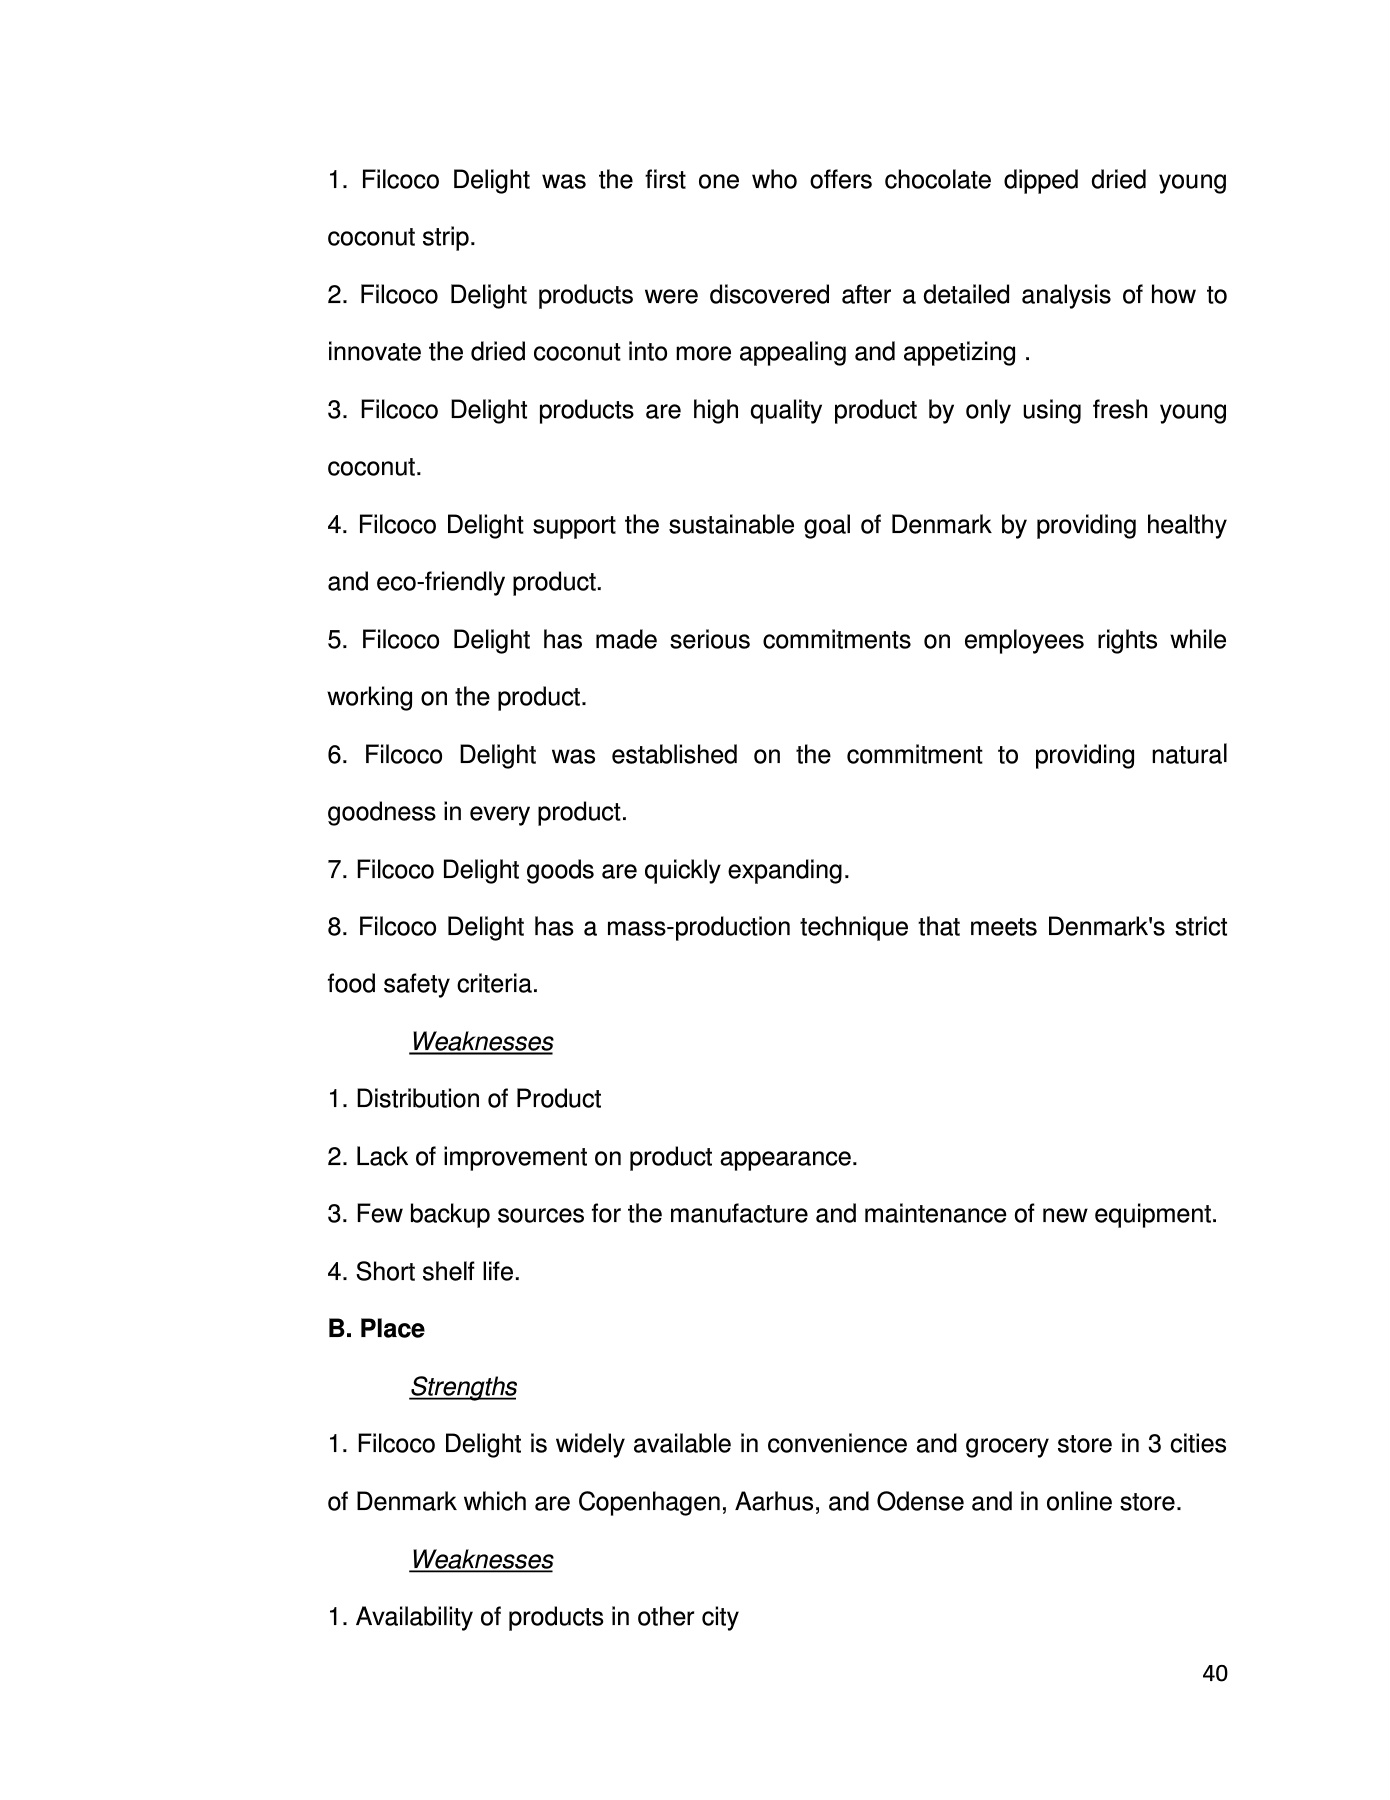 1. Filcoco Delight was the first one who offers chocolate dipped dried young
coconut strip.
2. Filcoco Delight products were discovered after a detailed analysis of how to
innovate the dried coconut into more appealing and appetizing .
3. Filcoco Delight products are high quality product by only using fresh young
coconut.
4. Filcoco Delight support the sustainable goal of Denmark by providing healthy
and eco-friendly product.
5. Filcoco Delight has made serious commitments on employees rights while
working on the product.
6. Filcoco Delight was established on the commitment to providing natural
goodness in every product.
7. Filcoco Delight goods are quickly expanding.
8. Filcoco Delight has a mass-production technique that meets Denmark's strict
food safety criteria.
Weaknesses
1. Distribution of Product
2. Lack of improvement on product appearance.
3. Few backup sources for the manufacture and maintenance of new equipment.
4. Short shelf life.
B. Place
Strengths
1. Filcoco Delight is widely available in convenience and grocery store in 3 cities
of Denmark which are Copenhagen, Aarhus, and Odense and in online store.
Weaknesses
1. Availability of products in other city
40